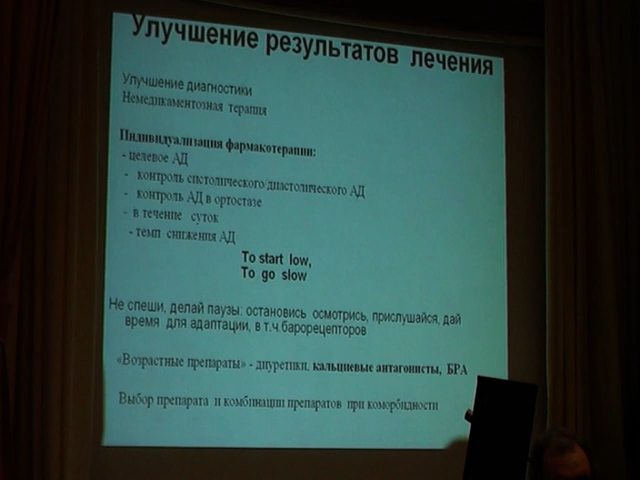 Улучшение результатов лечения
Улучшение диагностики
Немедикаментозная терапия
Индивидуализация фармакотерапии:
- целевое АД
- контроль систолического/диастолического АД
- контроль АД в ортостазе
- в течение суток
- темп снижения АД
To start low,
To go slow
Не спеши, делай паузы: остановись осмотрись, прислушайся, дай
время для адаптации, в т.ч.барорецепторов
«Возрастные препараты» - диуретики, кальциевые антагонисты, БРА
Выбор препарата и комбинации препаратов при коморбидности